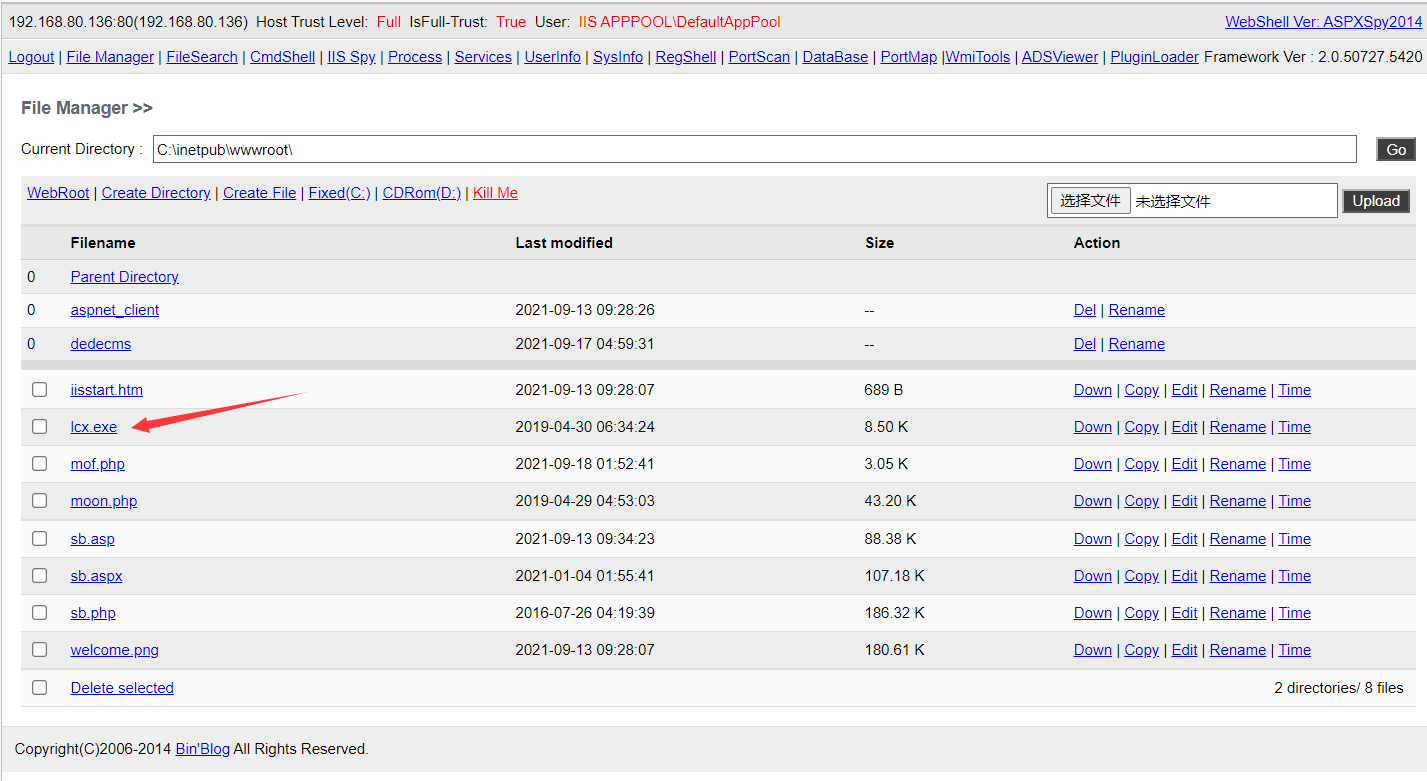 192.168.80.136:80(192.168.80.136) Host Trust Level: Full IsFull-Trust: True User: IIS APPPOOL\DefaultAppPool WebShell Ver: ASPXSpy2014
Logout | File Manager | FileSearch | CmdShell | IIS Spy | Process | Services | UserInfo | SysInfo | RegShell | PortScan | DataBase | PortMap |WmiTools | ADSViewer | PluginLoader Framework Ver : 2.0.50727.5420
File Manager >>
Current Directory : C:\inetpub\wwwroot\ Go
WebRoot | Create Directory | Create File | Fixed(C:) | CDRom(D:) | Kill Me 选择文件 未选择文件 Upload
Filename Last modified Size Action
0 Parent Directory
0 aspnet_client 2021-09-13 09:28:26 -- Del | Rename
0 dedecms 2021-09-17 04:59:31 -- Del | Rename
iisstart.htm 2021-09-13 09:28:07 689 B Down | Copy | Edit | Rename | Time
lcx.exe 2019-04-30 06:34:24 8.50 K Down | Copy | Edit | Rename | Time
mof.php 2021-09-18 01:52:41 3.05 K Down | Copy | Edit | Rename | Time
moon.php 2019-04-29 04:53:03 43.20 K Down | Copy | Edit | Rename | Time
sb.asp 2021-09-13 09:34:23 88.38 K Down | Copy | Edit | Rename | Time
sb.aspx 2021-01-04 01:55:41 107.18 K Down | Copy | Edit | Rename | Time
sb.php 2016-07-26 04:19:39 186.32 K Down | Copy | Edit | Rename | Time
welcome.png 2021-09-13 09:28:07 180.61 K Down | Copy | Edit | Rename | Time
Delete selected 2 directories/ 8 files
Copyright(C)2006-2014 Bin'Blog All Rights Reserved.